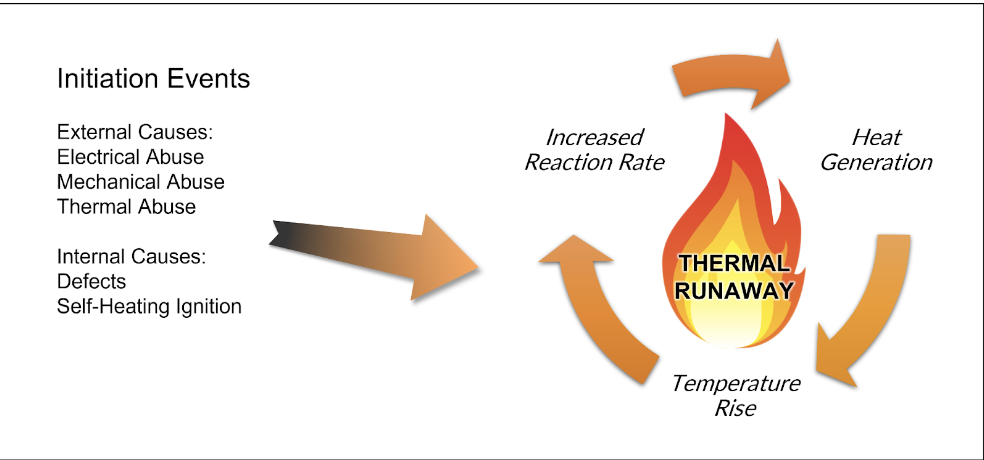 Initiation Events
External Causes:
Electrical Abuse
Mechanical Abuse
Thermal Abuse
Internal Causes:
Defects
Self-Heating Ignition
Increased
Reaction Rate
Heat
Generation
THERMAL
RUNAWAY
Temperature
Rise